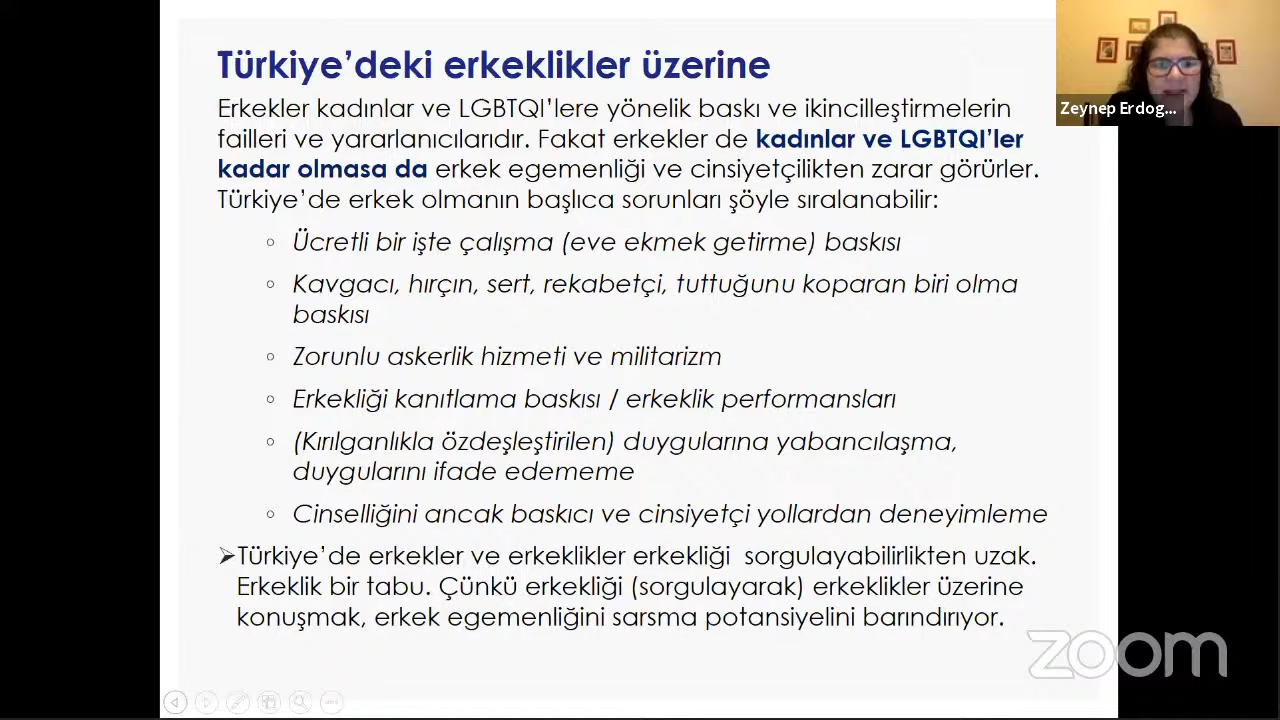 Türkiye’deki erkeklikler üzerine
Erkekler kadınlar ve LGBTQI’lere yönelik baskı ve ikincilleştirmelerin
failleri ve yararlanıcılarıdır. Fakat erkekler de kadınlar ve LGBTQI’ler
kadar olmasa da erkek egemenliği ve cinsiyetçilikten zarar görürler.
Türkiye’de erkek olmanın başlıca sorunları şöyle sıralanabilir:
Ücretli bir işte çalışma (eve ekmek getirme) baskısı
Kavgacı, hırçın, sert, rekabetçi, tuttuğunu koparan biri olma
baskısı
Zorunlu askerlik hizmeti ve militarizm
Erkekliği kanıtlama baskısı / erkeklik performansları
(Kırılganlıkla özdeşleştirilen) duygularına yabancılaşma,
duygularını ifade edememe
Cinselliğini ancak baskıcı ve cinsiyetçi yollardan deneyimleme
Türkiye’de erkekler ve erkeklikler erkekliği sorgulayabilirlikten uzak.
Erkeklik bir tabu. Çünkü erkekliği (sorgulayarak) erkeklikler üzerine
konuşmak, erkek egemenliğini sarsma potansiyelini barındırıyor.
Zeynep Erdog...
zoom